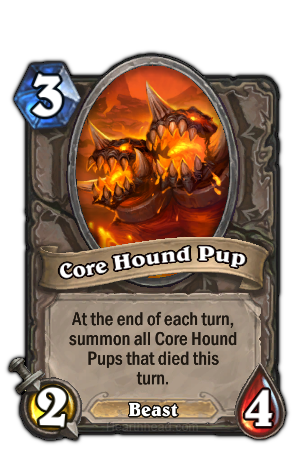 3
Core Hound Pup
At the end of each turn,
summon all Core Hound
Pups that died this
turn.
2
Beast
4